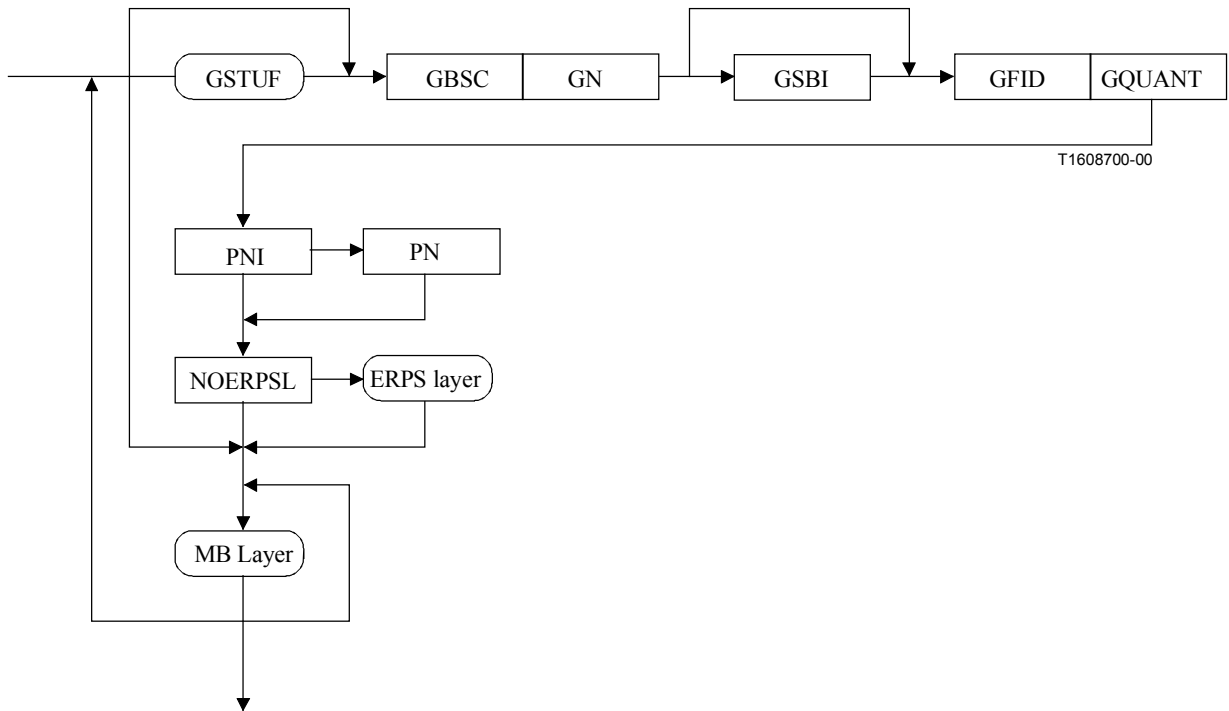 GSTUF
GBSC
GN
GSBI
GFID
GQUANT
T1608700-00
PNI
PN
NOERPSL
ERPS layer
MB Layer